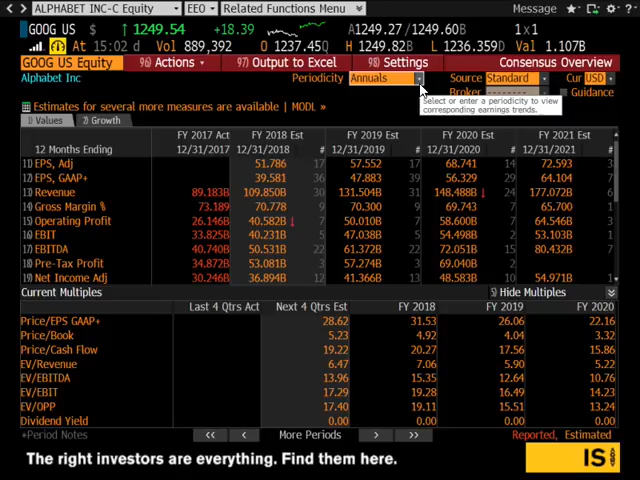 ALPHABET INC-C Equity EEO Related Functions Menu Message
GOOG US $ 1249.54 +18.39 A1249.27/1249.60B 1x1
At 15:02 d Vol 889,392 O 1237.45Q H 1249.82M L 1236.359D Val 1.107B
GOOG US Equity 96) Actions 97) Output to Excel 98) Settings Consensus Overview
Alphabet Inc Periodicity Annuals Source Standard Cur USD
Broker -------- Guidance
Select or enter a periodicity to view
corresponding earnings trends.
Estimates for several more measures are available | MODL »
1) Values 2) Growth
FY 2017 Act FY 2018 Est FY 2019 Est FY 2020 Est FY 2021 Est
12 Months Ending 12/31/2017 12/31/2018 # 12/31/2019 # 12/31/2020 # 12/31/2021 #
11) EPS, Adj 51.786 17 57.552 17 68.741 14 72.593 3
12) EPS, GAAP+ 39.581 36 47.883 39 56.329 29 64.104 7
13) Revenue 89.183B 109.850B 30 131.504B 31 148.488B ↓ 24 177.072B 6
14) Gross Margin % 73.189 70.778 9 70.300 9 69.743 7 65.700 1
15) Operating Profit 26.146B 40.582B ↓ 7 50.010B 7 58.600B 6 64.546B 3
16) EBIT 33.825B 40.231B 5 47.038B 5 54.498B 2 53.103B 1
17) EBITDA 40.740B 50.531B 22 61.372B 22 72.051B 15 80.432B 7
18) Pre-Tax Profit 34.872B 53.081B 3 57.274B 3 69.040B 2
19) Net Income Adj 30.246B 36.894B 12 41.366B 13 48.583B 10 54.971B 1
Current Multiples 5) Hide Multiples
Last 4 Qtrs Act Next 4 Qtrs Est FY 2018 FY 2019 FY 2020
Price/EPS GAAP+ 28.62 31.53 26.06 22.16
Price/Book 5.23 4.92 4.04 3.32
Price/Cash Flow 19.22 20.27 17.56 15.86
EV/Revenue 6.47 7.06 5.90 5.22
EV/EBITDA 13.96 15.35 12.64 10.76
EV/EBIT 17.29 19.28 16.49 14.23
EV/OPP 17.40 19.11 15.51 13.24
Dividend Yield 0.00 0.00 0.00 0.00
*Period Notes << < More Periods > >> Reported, Estimated
The right investors are everything. Find them here. IS